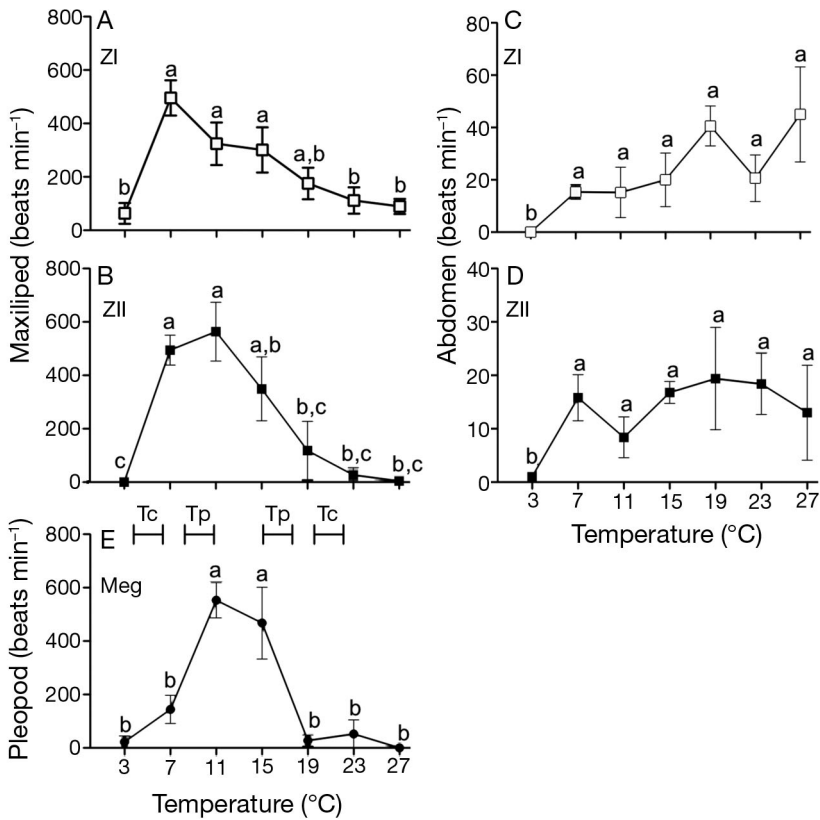 A
ZI
800
600
400
200
0
b
a
a
a
a,b
b
b
Maxiliped (beats min⁻¹)
B
ZII
800
600
400
200
0
c
a
a
a,b
b,c
b,c
b,c
C
ZI
80
60
40
20
0
b
a
a
a
a
a
a
Abdomen (beats min⁻¹)
D
ZII
40
30
20
10
0
b
a
a
a
a
a
a
3 7 11 15 19 23 27
Temperature (°C)
Tc Tp Tp Tc
E
Meg
800
600
400
200
0
b
b
a
a
b
b
b
Pleopod (beats min⁻¹)
3 7 11 15 19 23 27
Temperature (°C)